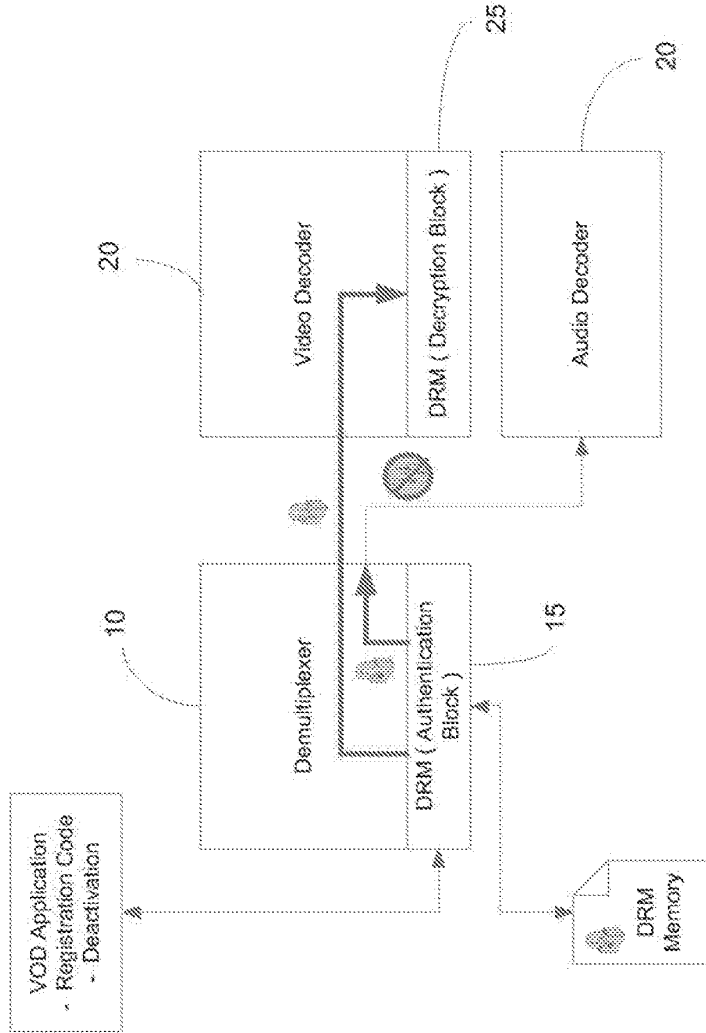 VOD Application
- Registration Code
- Deactivation
10
Demultiplexer
DRM ( Authentication
Block )
15
DRM
Memory
20
Video Decoder
DRM ( Decryption Block )
25
Audio Decoder
20